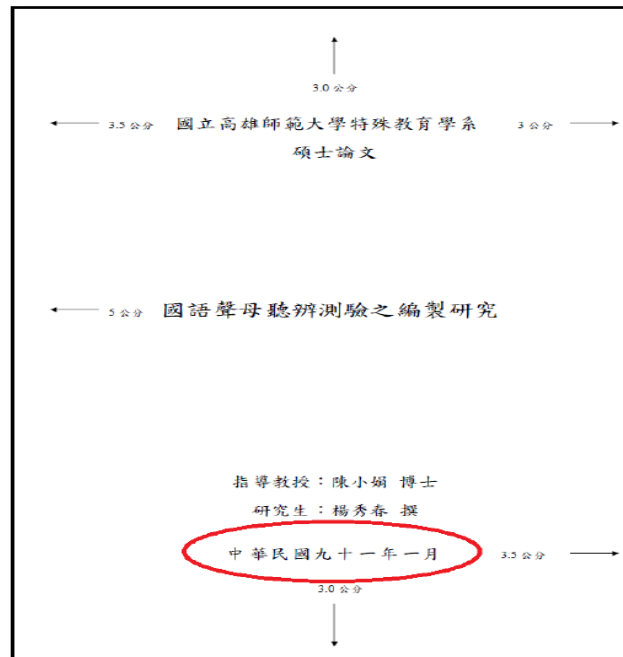 3.0 公分
3.5 公分 國立高雄師範大學特殊教育學系 3 公分
碩士論文
5 公分 國語聲母聽辨測驗之編製研究
指導教授：陳小娟 博士
研究生：楊秀春 撰
中華民國九十一年一月 3.5 公分
3.0 公分